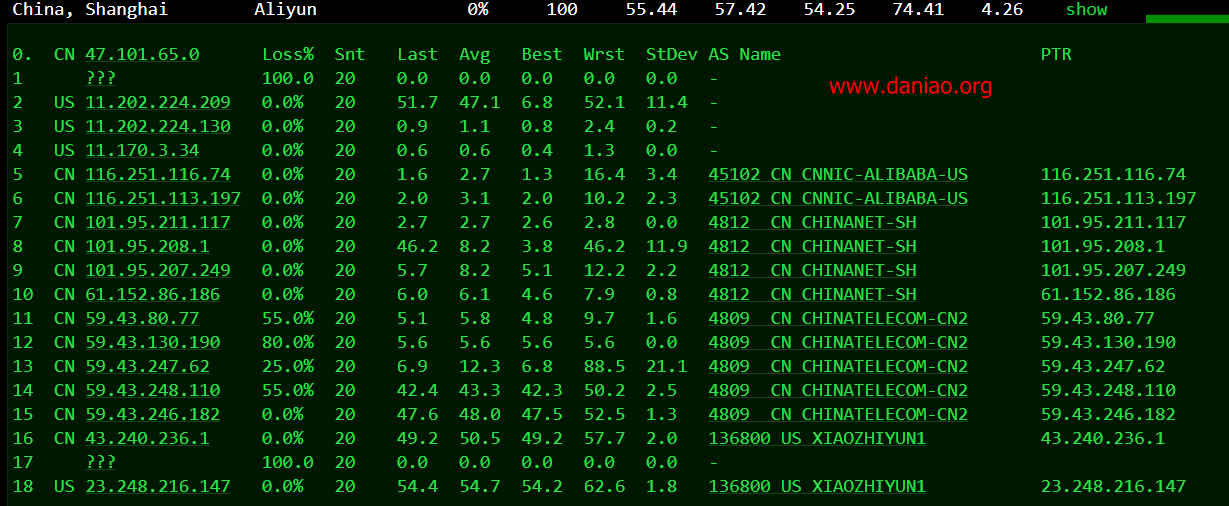 China, Shanghai Aliyun 0% 100 55.44 57.42 54.25 74.41 4.26 show
0. CN 47.101.65.0 Loss% Snt Last Avg Best Wrst StDev AS Name PTR
1 ??? 100.0 20 0.0 0.0 0.0 0.0 0.0 -
www.daniao.org
2 US 11.202.224.209 0.0% 20 51.7 47.1 6.8 52.1 11.4 -
3 US 11.202.224.130 0.0% 20 0.9 1.1 0.8 2.4 0.2 -
4 US 11.170.3.34 0.0% 20 0.6 0.6 0.4 1.3 0.0 -
5 CN 116.251.116.74 0.0% 20 1.6 2.7 1.3 16.4 3.4 45102 CN CNNIC-ALIBABA-US 116.251.116.74
6 CN 116.251.113.197 0.0% 20 2.0 3.1 2.0 10.2 2.3 45102 CN CNNIC-ALIBABA-US 116.251.113.197
7 CN 101.95.211.117 0.0% 20 2.7 2.7 2.6 2.8 0.0 4812 CN CHINANET-SH 101.95.211.117
8 CN 101.95.208.1 0.0% 20 46.2 8.2 3.8 46.2 11.9 4812 CN CHINANET-SH 101.95.208.1
9 CN 101.95.207.249 0.0% 20 5.7 8.2 5.1 12.2 2.2 4812 CN CHINANET-SH 101.95.207.249
10 CN 61.152.86.186 0.0% 20 6.0 6.1 4.6 7.9 0.8 4812 CN CHINANET-SH 61.152.86.186
11 CN 59.43.80.77 55.0% 20 5.1 5.8 4.8 9.7 1.6 4809 CN CHINATELECOM-CN2 59.43.80.77
12 CN 59.43.130.190 80.0% 20 5.6 5.6 5.6 5.6 0.0 4809 CN CHINATELECOM-CN2 59.43.130.190
13 CN 59.43.247.62 25.0% 20 6.9 12.3 6.8 88.5 21.1 4809 CN CHINATELECOM-CN2 59.43.247.62
14 CN 59.43.248.110 55.0% 20 42.4 43.3 42.3 50.2 2.5 4809 CN CHINATELECOM-CN2 59.43.248.110
15 CN 59.43.246.182 0.0% 20 47.6 48.0 47.5 52.5 1.3 4809 CN CHINATELECOM-CN2 59.43.246.182
16 CN 43.240.236.1 0.0% 20 49.2 50.5 49.2 57.7 2.0 136800 US XIAOZHIYUN1 43.240.236.1
17 ??? 100.0 20 0.0 0.0 0.0 0.0 0.0 -
18 US 23.248.216.147 0.0% 20 54.4 54.7 54.2 62.6 1.8 136800 US XIAOZHIYUN1 23.248.216.147